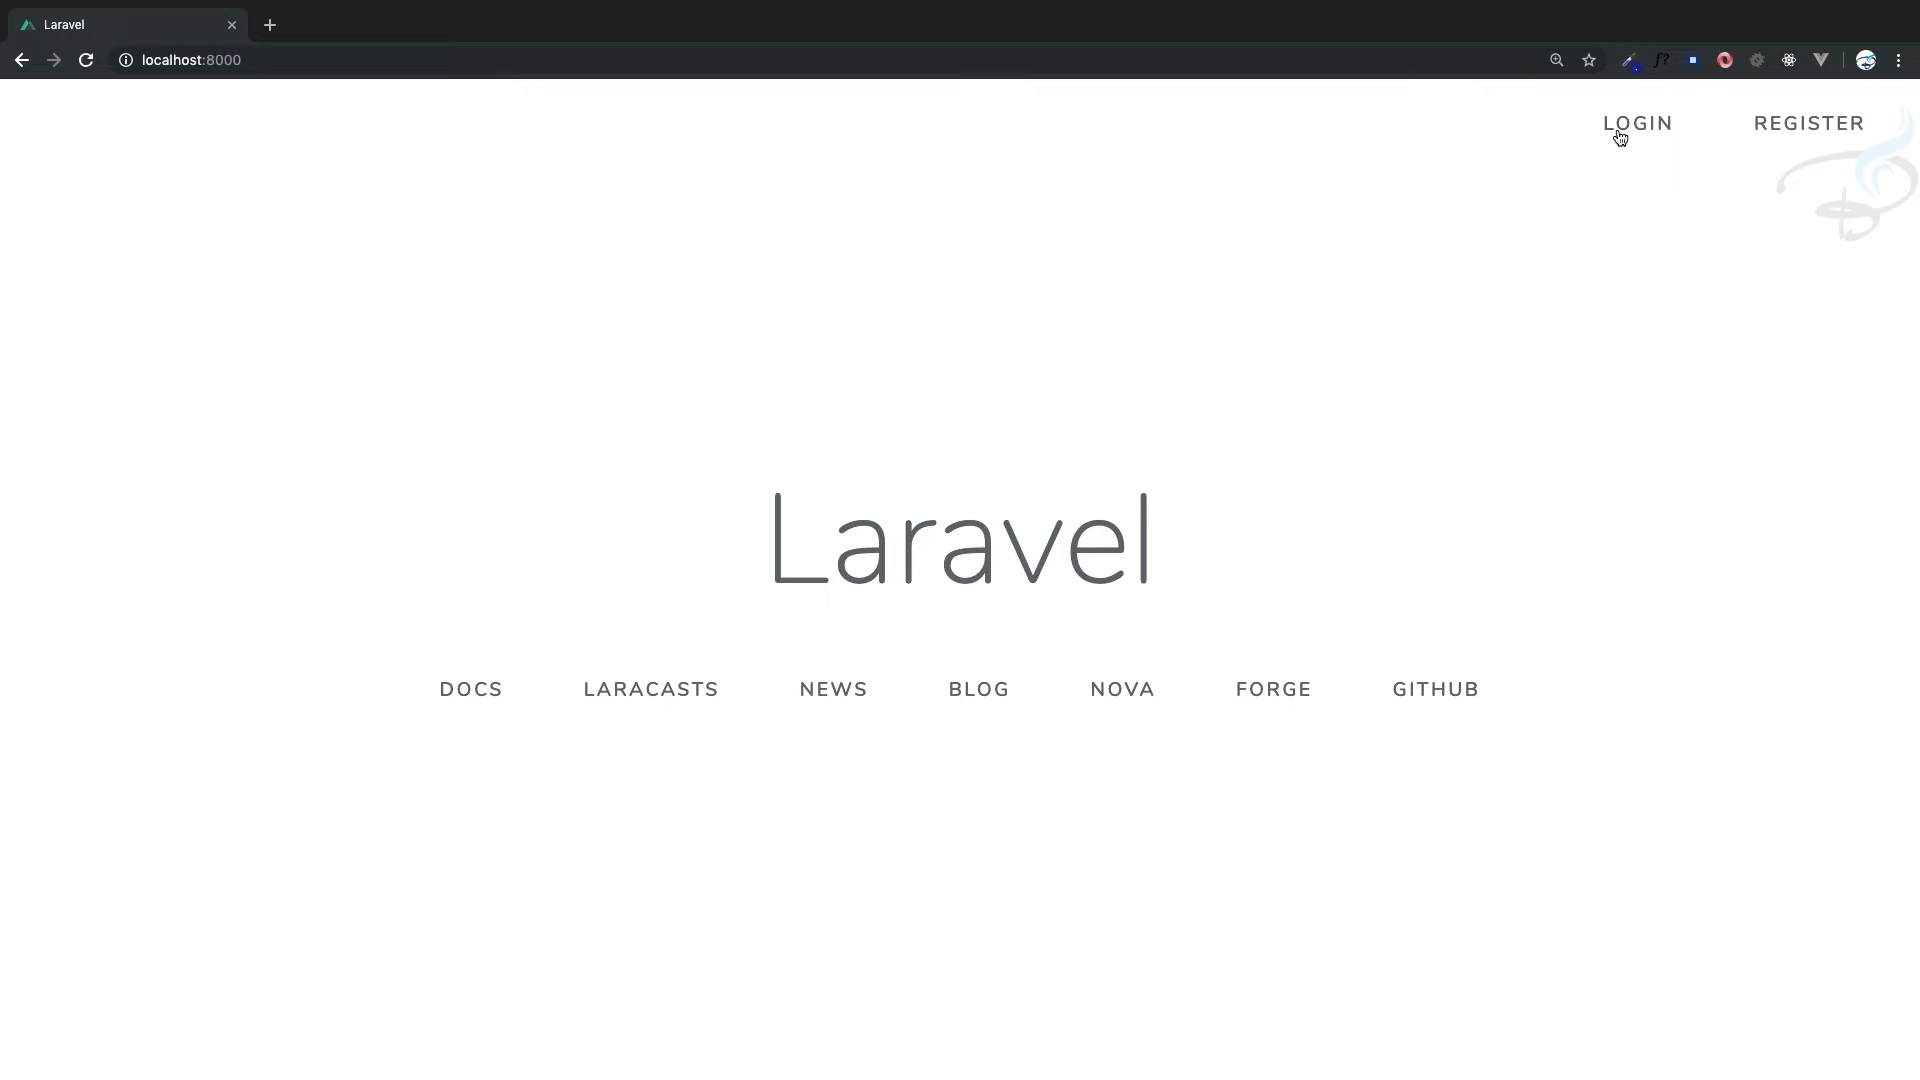 Laravel
localhost:8000
f?
LOGIN REGISTER
Laravel
DOCS LARACASTS NEWS BLOG NOVA FORGE GITHUB